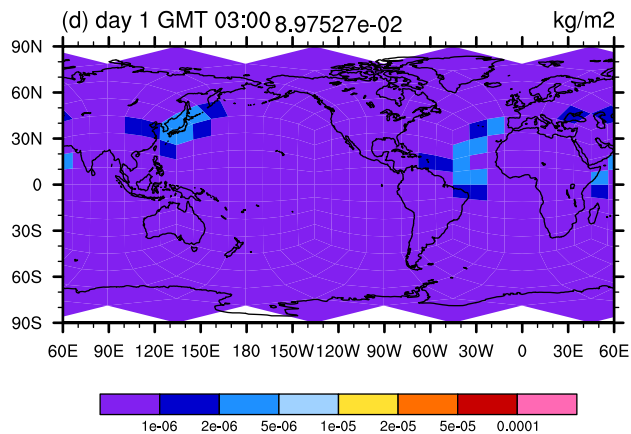 (d) day 1 GMT 03:00 8.97527e-02 kg/m2
90N
60N
30N
0
30S
60S
90S
60E 90E 120E 150E 180 150W 120W 90W 60W 30W 0 30E 60E
1e-06 2e-06 5e-06 1e-05 2e-05 5e-05 0.0001